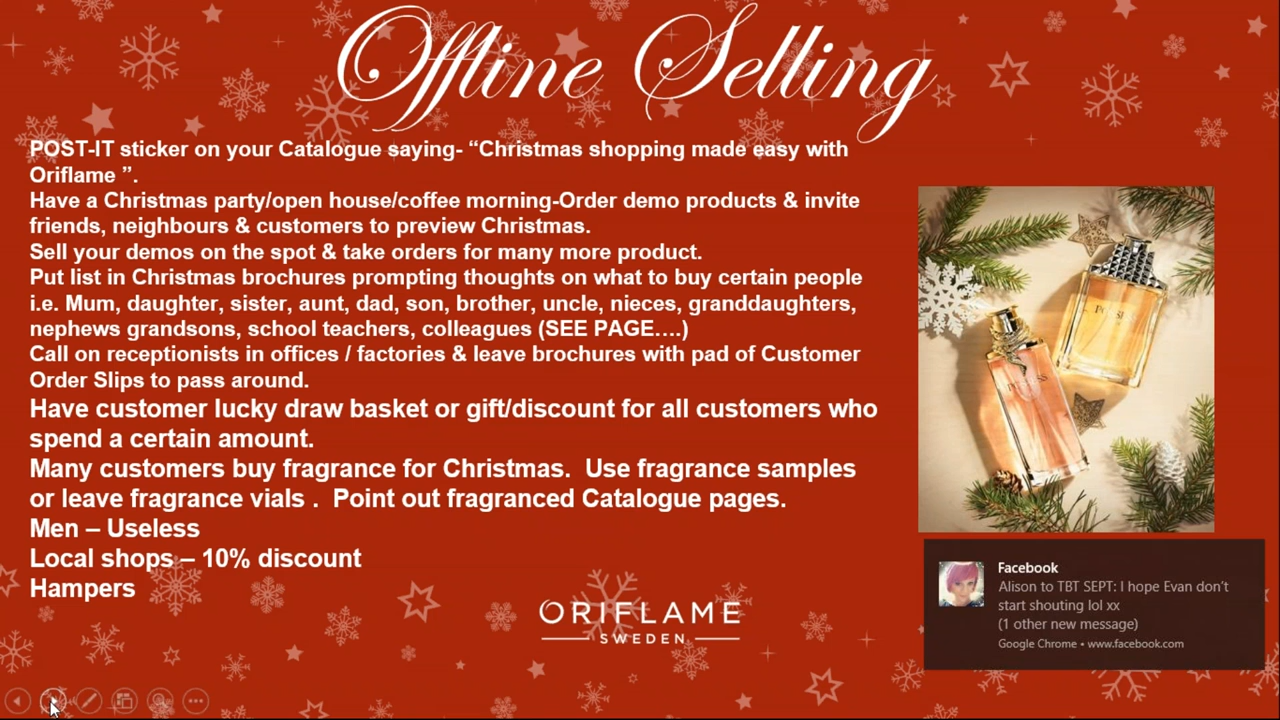 Offline Selling
POST-IT sticker on your Catalogue saying- “Christmas shopping made easy with
Oriflame ”.
Have a Christmas party/open house/coffee morning-Order demo products & invite
friends, neighbours & customers to preview Christmas.
Sell your demos on the spot & take orders for many more product.
Put list in Christmas brochures prompting thoughts on what to buy certain people
i.e. Mum, daughter, sister, aunt, dad, son, brother, uncle, nieces, granddaughters,
nephews grandsons, school teachers, colleagues (SEE PAGE….)
Call on receptionists in offices / factories & leave brochures with pad of Customer
Order Slips to pass around.
Have customer lucky draw basket or gift/discount for all customers who
spend a certain amount.
Many customers buy fragrance for Christmas.  Use fragrance samples
or leave fragrance vials .  Point out fragranced Catalogue pages.
Men – Useless
Local shops – 10% discount
Hampers
ORIFLAME
SWEDEN
Facebook
Alison to TBT SEPT: I hope Evan don't
start shouting lol xx
(1 other new message)
Google Chrome • www.facebook.com